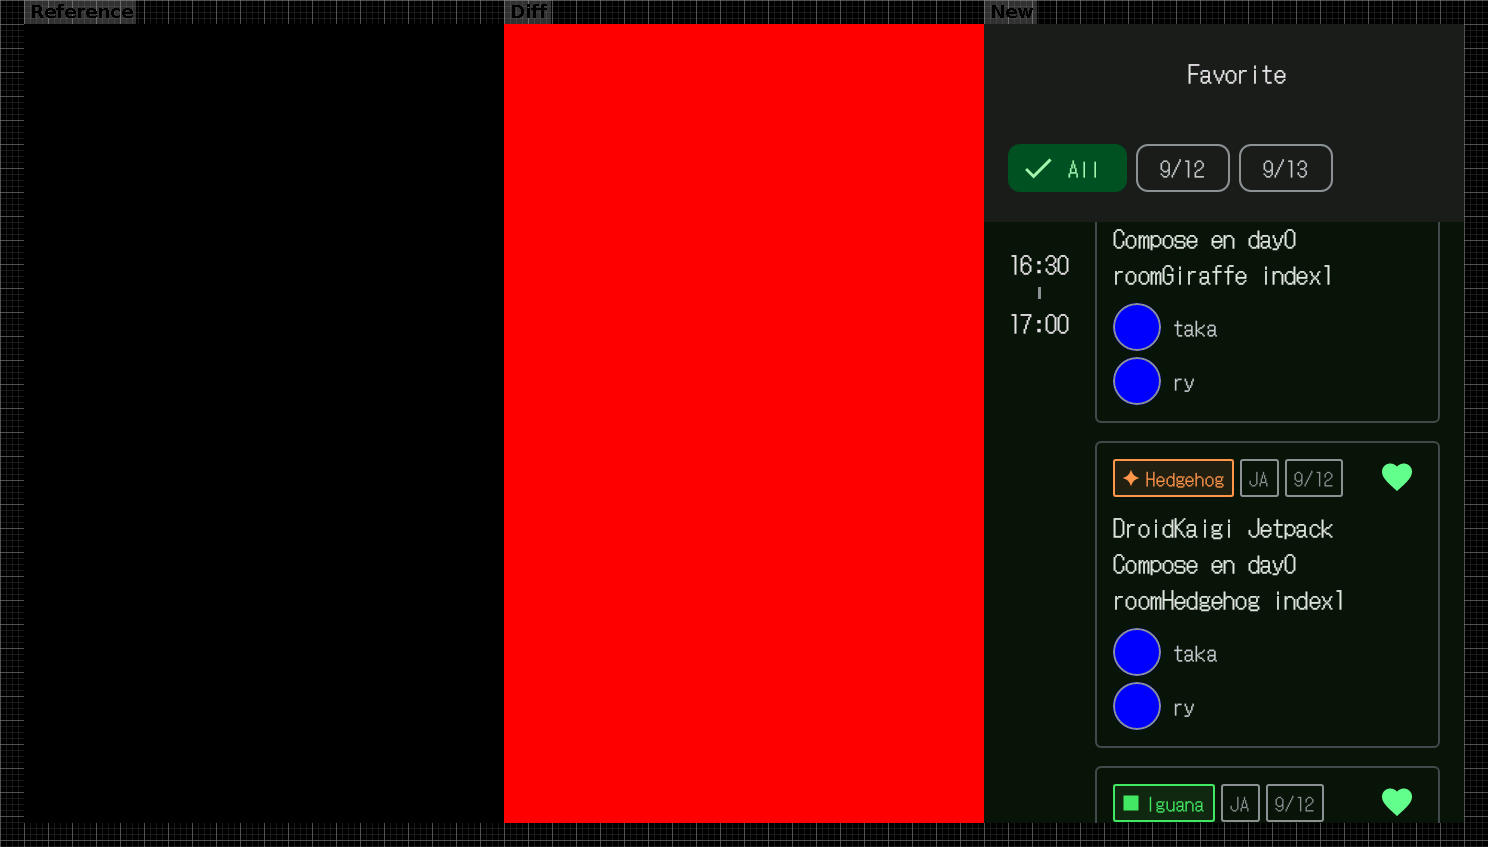 Reference
Diff
New
Favorite
All
9/12
9/13
16:30
17:00
Compose en day0
roomGiraffe index1
taka
ry
Hedgehog
JA
9/12
DroidKaigi Jetpack
Compose en day0
roomHedgehog index1
taka
ry
Iguana
JA
9/12